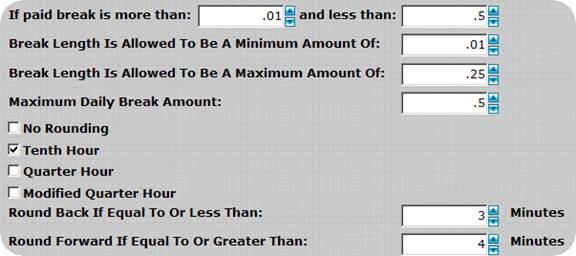 If paid break is more than: .01 and less than: .5
Break Length Is Allowed To Be A Minimum Amount Of: .01
Break Length Is Allowed To Be A Maximum Amount Of: .25
Maximum Daily Break Amount: .5
No Rounding
Tenth Hour
Quarter Hour
Modified Quarter Hour
Round Back If Equal To Or Less Than: 3 Minutes
Round Forward If Equal To Or Greater Than: 4 Minutes